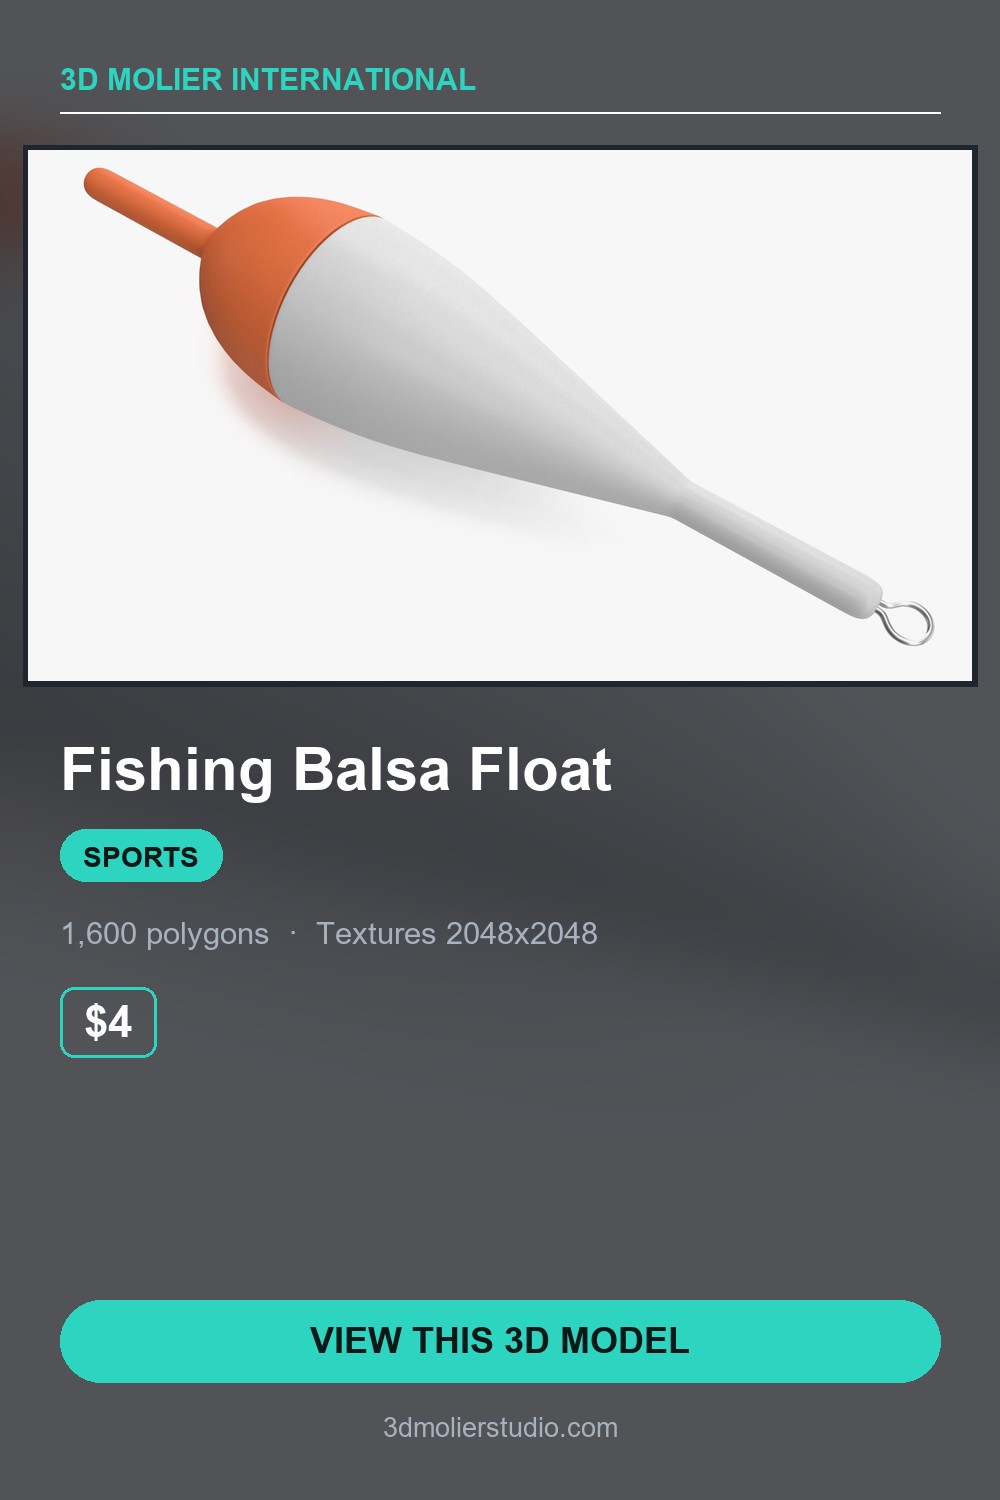 3D MOLIER INTERNATIONAL
Fishing Balsa Float
SPORTS
1,600 polygons · Textures 2048x2048
$4
VIEW THIS 3D MODEL
3dmolierstudio.com